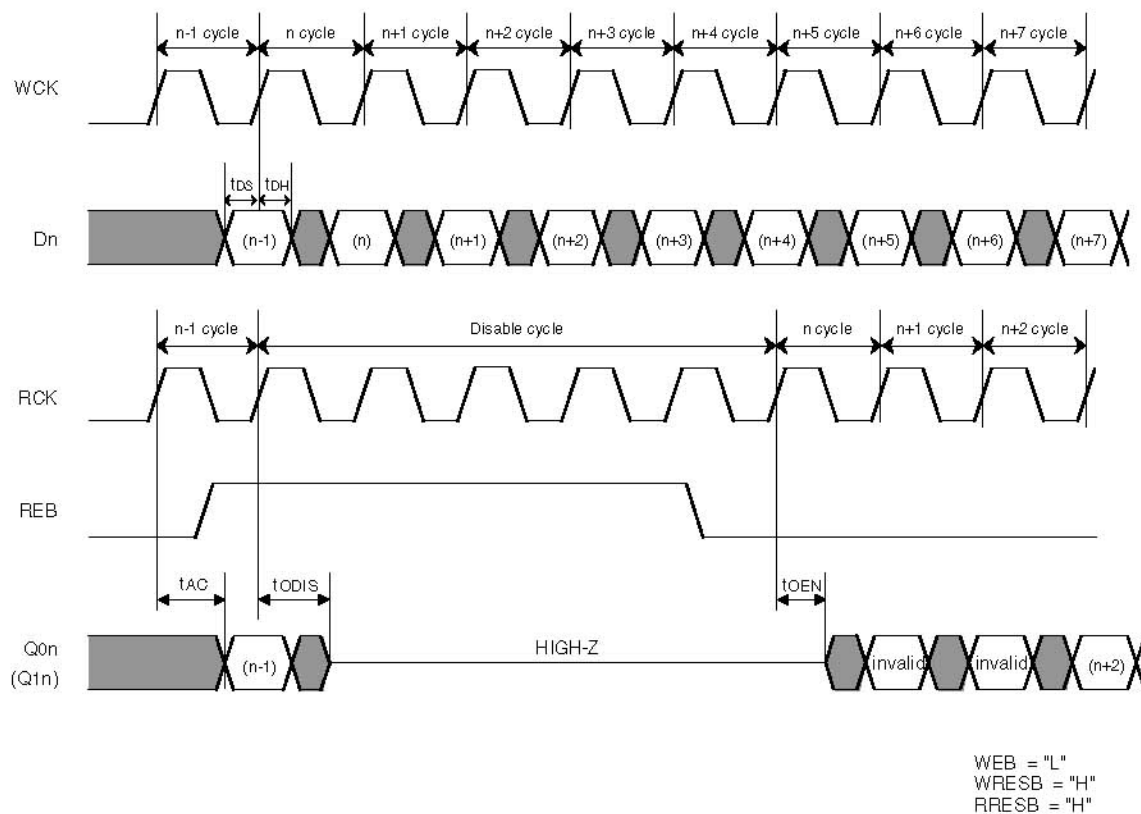 n-1 cycle n cycle n+1 cycle n+2 cycle n+3 cycle n+4 cycle n+5 cycle n+6 cycle n+7 cycle
WCK
tDS tDH
Dn (n-1) (n) (n+1) (n+2) (n+3) (n+4) (n+5) (n+6) (n+7)
n-1 cycle Disable cycle n cycle n+1 cycle n+2 cycle
RCK
REB
tAC tODIS tOEN
Q0n (n-1) HIGH-Z invalid invalid (n+2)
(Q1n)
WEB = "L"
WRESB = "H"
RRESB = "H"